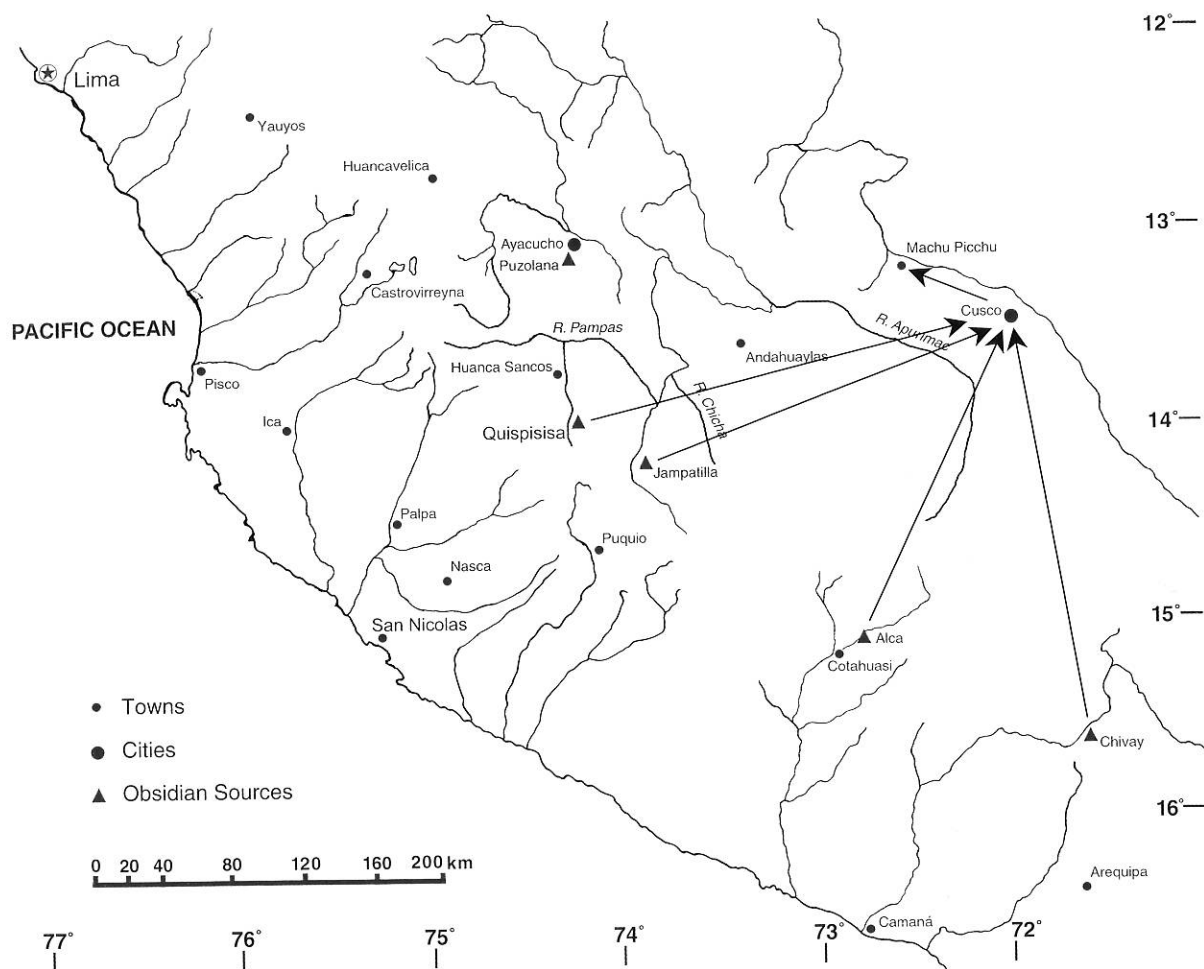 12°
Lima
Yauyos
Huancavelica
13°
Ayacucho
Machu Picchu
Puzolana
Castrovirreyna
Cusco
PACIFIC OCEAN
R. Pampas
R. Apurimac
Andahuaylas
Huanca Sancos
Pisco
R. Chicha
14°
Ica
Quispisisa
Jampatilla
Palpa
Puquio
Nasca
15°
San Nicolas
Alca
Cotahuasi
Towns
Chivay
Cities
Obsidian Sources
16°
0 20 40 80 120 160 200 km
Arequipa
Camaná
77° 76° 75° 74° 73° 72°